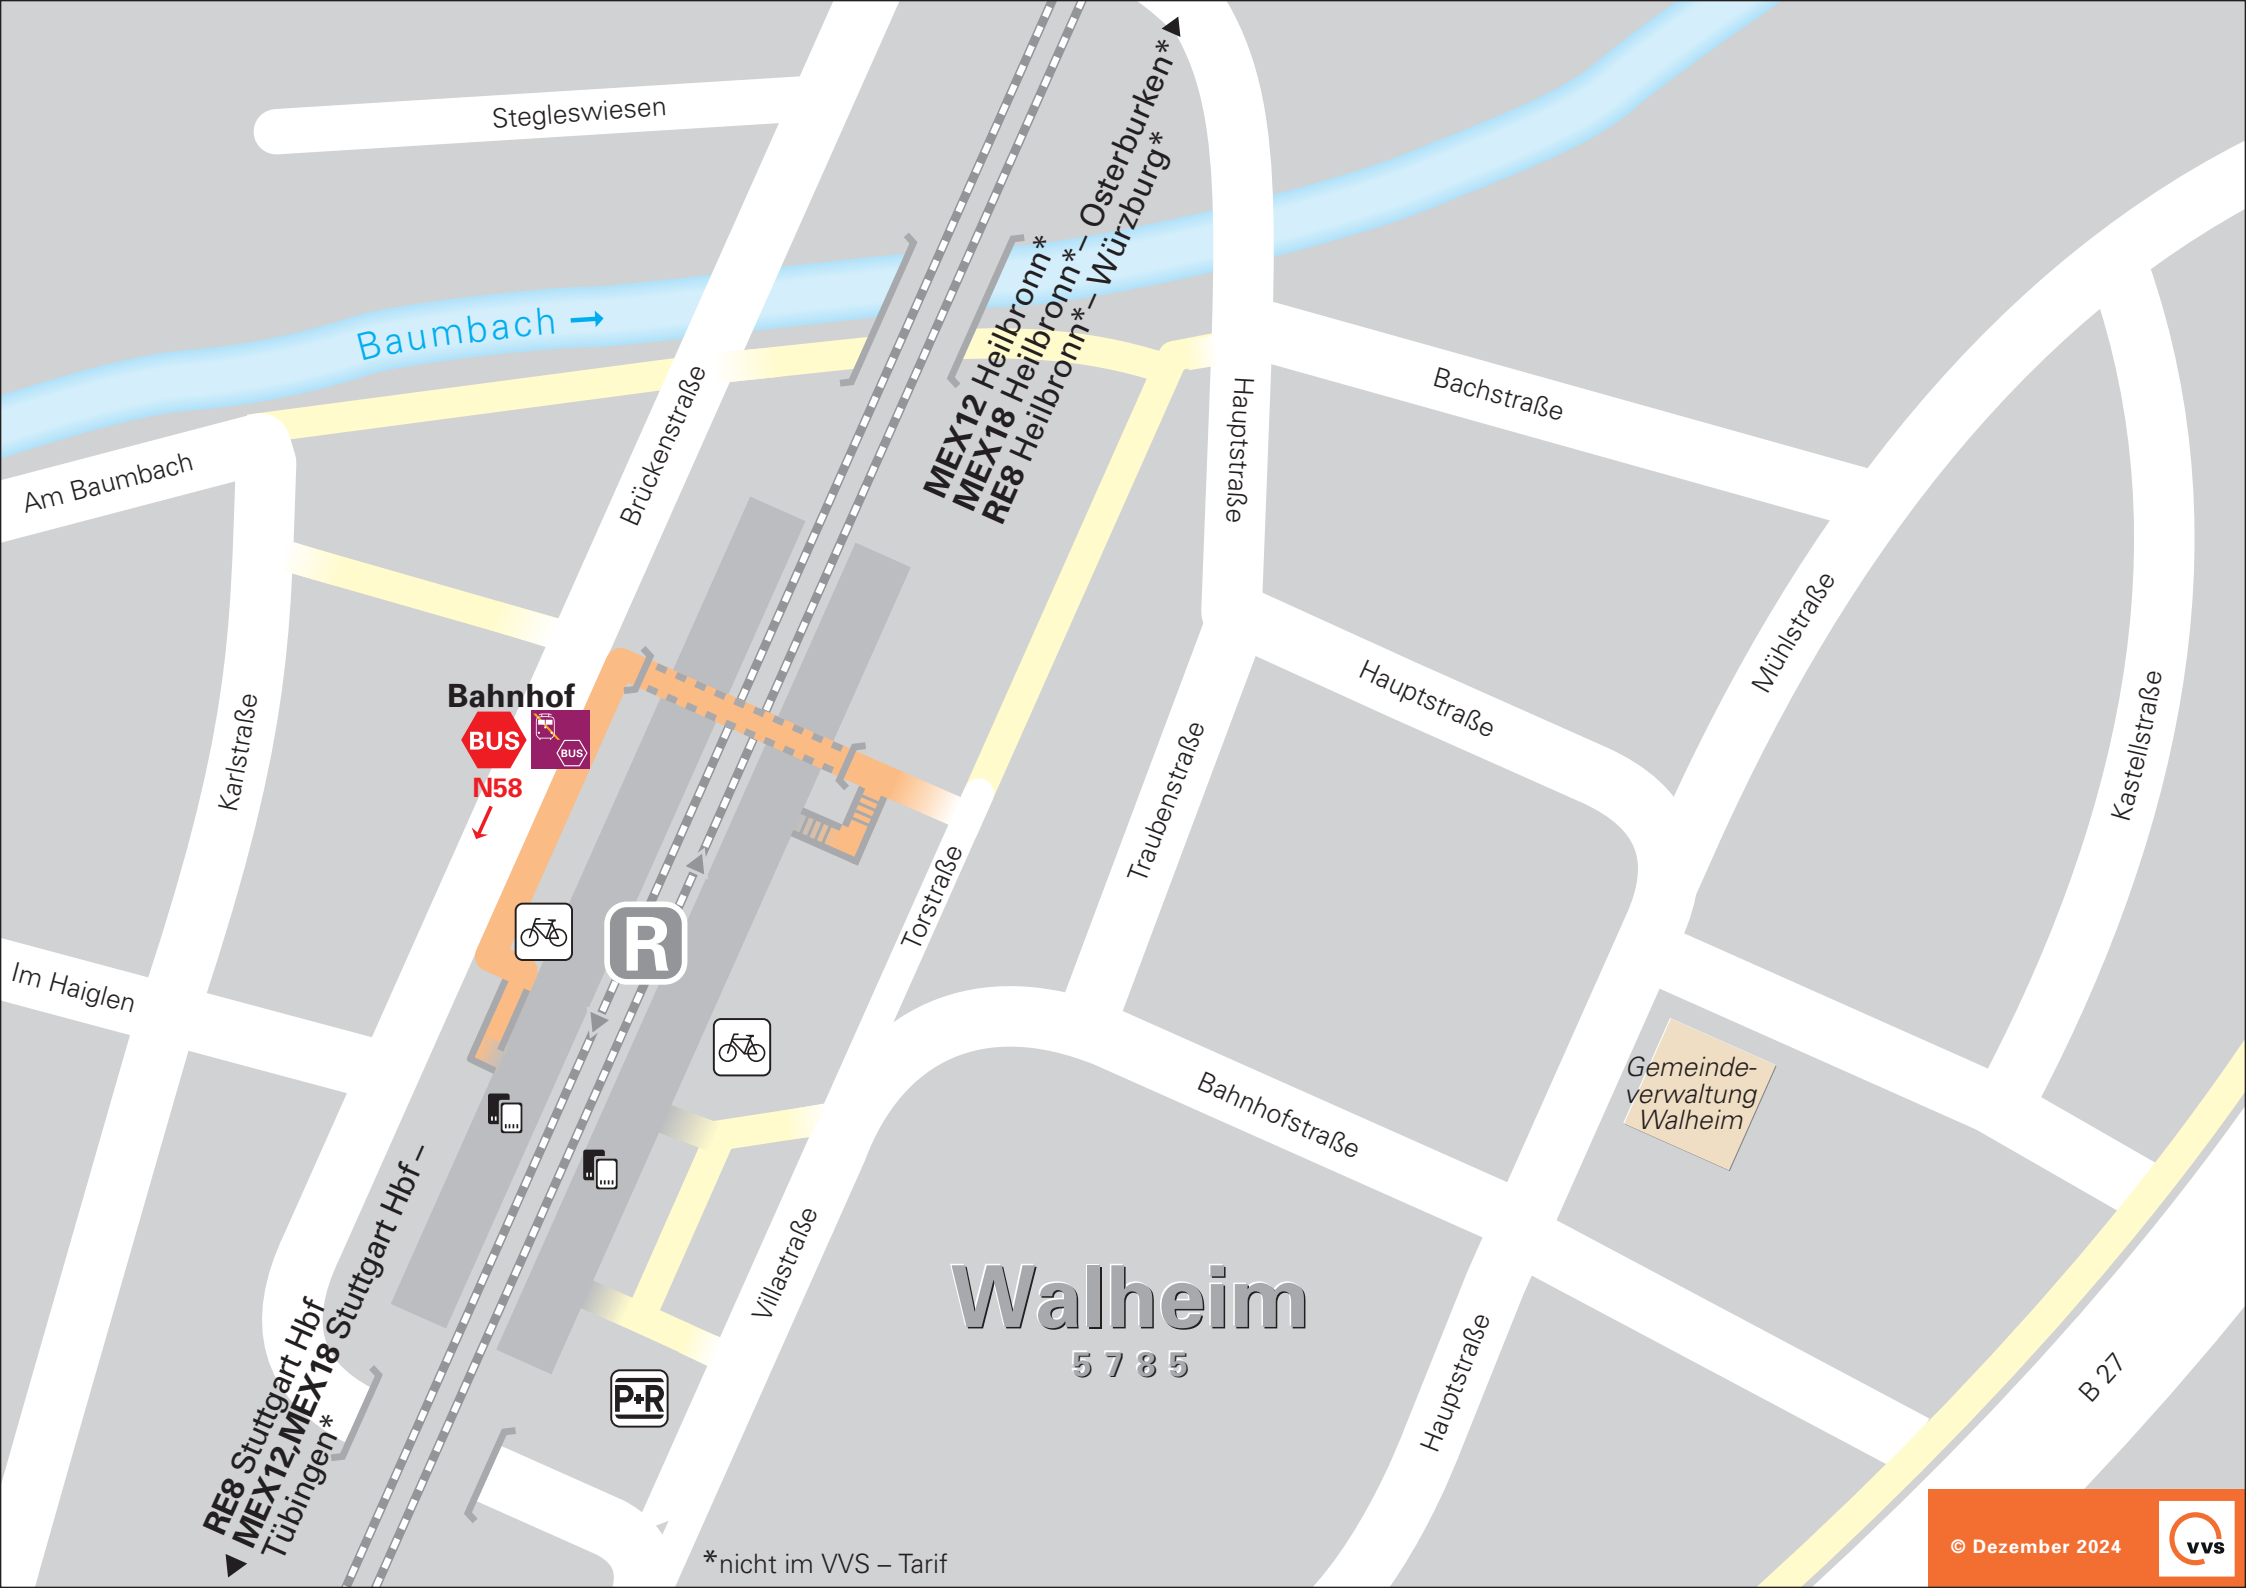 Stegleswiesen
Baumbach
Am Baumbach
Brückenstraße
MEX12 Heilbronn*
MEX18 Heilbronn*– Osterburken*
RE8 Heilbronn*– Würzburg*
Hauptstraße
Bachstraße
Mühlstraße
Kastellstraße
Hauptstraße
Traubenstraße
Torstraße
Karlstraße
Bahnhof
BUS
BUS
N58
R
Im Haiglen
Bahnhofstraße
Gemeinde-
verwaltung
Walheim
Villastraße
Walheim
5785
P+R
Hauptstraße
B 27
RE8 Stuttgart Hbf
MEX12,MEX18 Stuttgart Hbf –
Tübingen*
*nicht im VVS – Tarif
© Dezember 2024
VVS